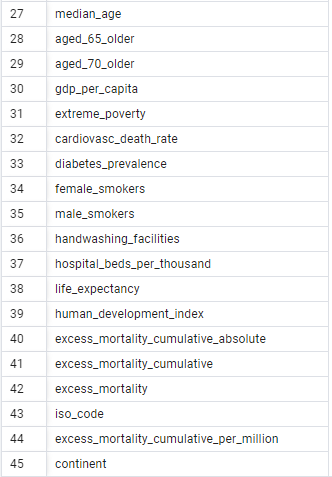 27 median_age
28 aged_65_older
29 aged_70_older
30 gdp_per_capita
31 extreme_poverty
32 cardiovasc_death_rate
33 diabetes_prevalence
34 female_smokers
35 male_smokers
36 handwashing_facilities
37 hospital_beds_per_thousand
38 life_expectancy
39 human_development_index
40 excess_mortality_cumulative_absolute
41 excess_mortality_cumulative
42 excess_mortality
43 iso_code
44 excess_mortality_cumulative_per_million
45 continent